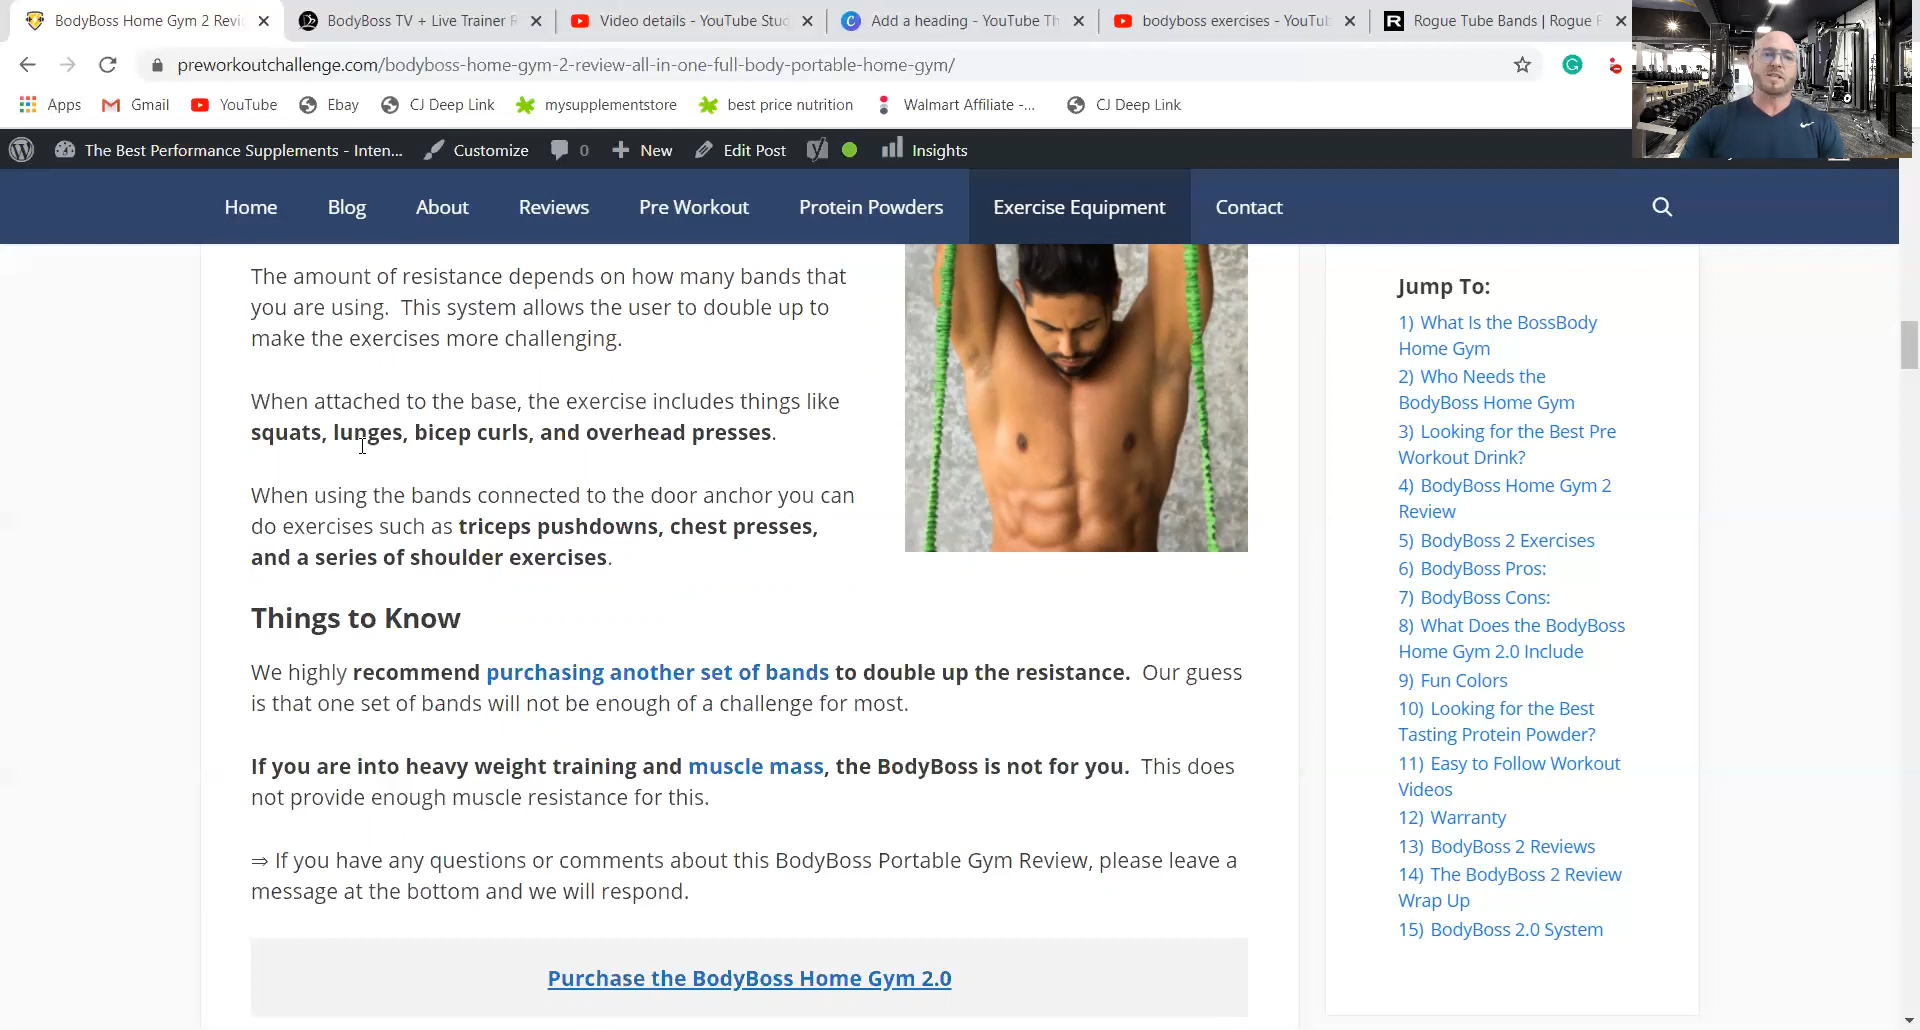 BodyBoss Home Gym 2 Revi
BodyBoss TV + Live Trainer R
Video details - YouTube Stu
Add a heading - YouTube Th
bodyboss exercises - YouTub
Rogue Tube Bands | Rogue F
preworkoutchallenge.com/bodyboss-home-gym-2-review-all-in-one-full-body-portable-home-gym/
Apps
Gmail
YouTube
Ebay
CJ Deep Link
mysupplementstore
best price nutrition
Walmart Affiliate -...
CJ Deep Link
The Best Performance Supplements - Inten...
Customize
0
New
Edit Post
Insights
Home
Blog
About
Reviews
Pre Workout
Protein Powders
Exercise Equipment
Contact
The amount of resistance depends on how many bands that
you are using.  This system allows the user to double up to
make the exercises more challenging.
When attached to the base, the exercise includes things like
squats, lunges, bicep curls, and overhead presses.
When using the bands connected to the door anchor you can
do exercises such as triceps pushdowns, chest presses,
and a series of shoulder exercises.
Things to Know
We highly recommend purchasing another set of bands to double up the resistance.  Our guess
is that one set of bands will not be enough of a challenge for most.
If you are into heavy weight training and muscle mass, the BodyBoss is not for you.  This does
not provide enough muscle resistance for this.
⇒ If you have any questions or comments about this BodyBoss Portable Gym Review, please leave a
message at the bottom and we will respond.
Purchase the BodyBoss Home Gym 2.0
Jump To:
1) What Is the BossBody
Home Gym
2) Who Needs the
BodyBoss Home Gym
3) Looking for the Best Pre
Workout Drink?
4) BodyBoss Home Gym 2
Review
5) BodyBoss 2 Exercises
6) BodyBoss Pros:
7) BodyBoss Cons:
8) What Does the BodyBoss
Home Gym 2.0 Include
9) Fun Colors
10) Looking for the Best
Tasting Protein Powder?
11) Easy to Follow Workout
Videos
12) Warranty
13) BodyBoss 2 Reviews
14) The BodyBoss 2 Review
Wrap Up
15) BodyBoss 2.0 System